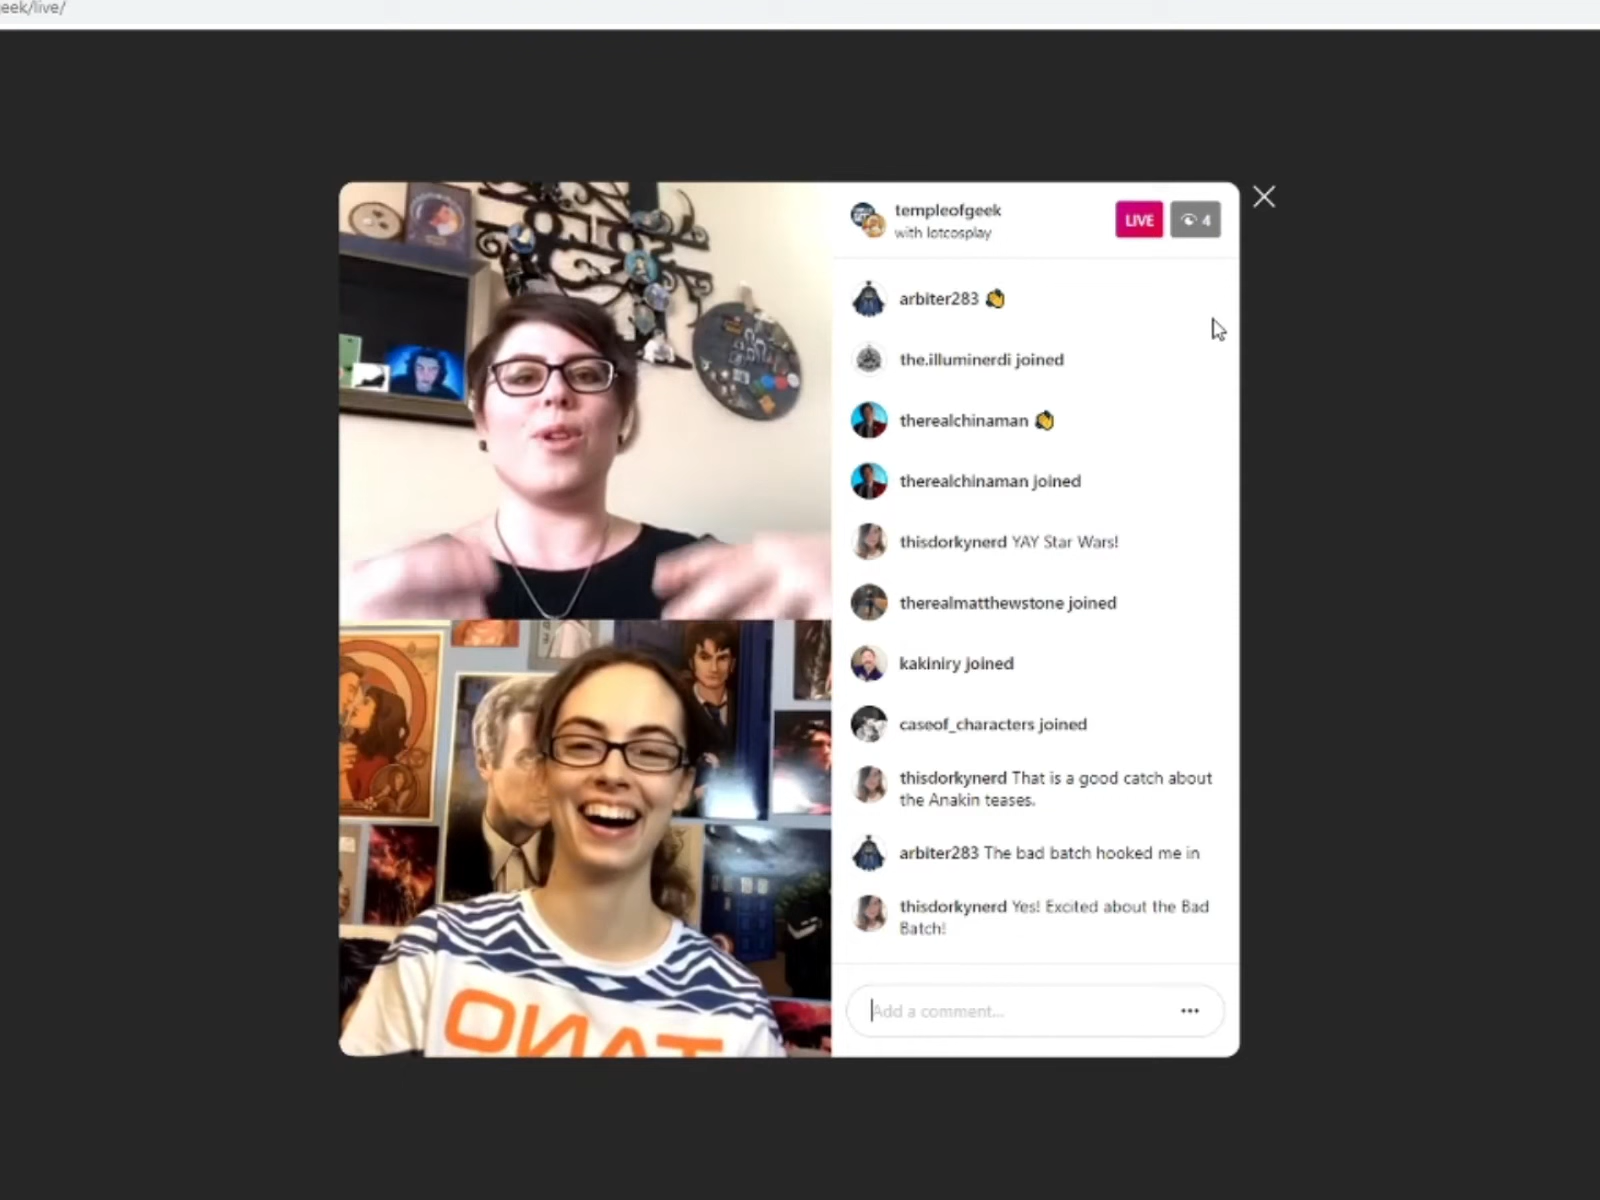 eek/live/
templeofgeek
with lotcosplay
LIVE
4
arbiter283 👏
the.illuminerdi joined
therealchinaman 👏
therealchinaman joined
thisdorkynerd YAY Star Wars!
therealmatthewstone joined
kakiniry joined
caseof_characters joined
thisdorkynerd That is a good catch about
the Anakin teases.
arbiter283 The bad batch hooked me in
thisdorkynerd Yes! Excited about the Bad
Batch!
Add a comment...